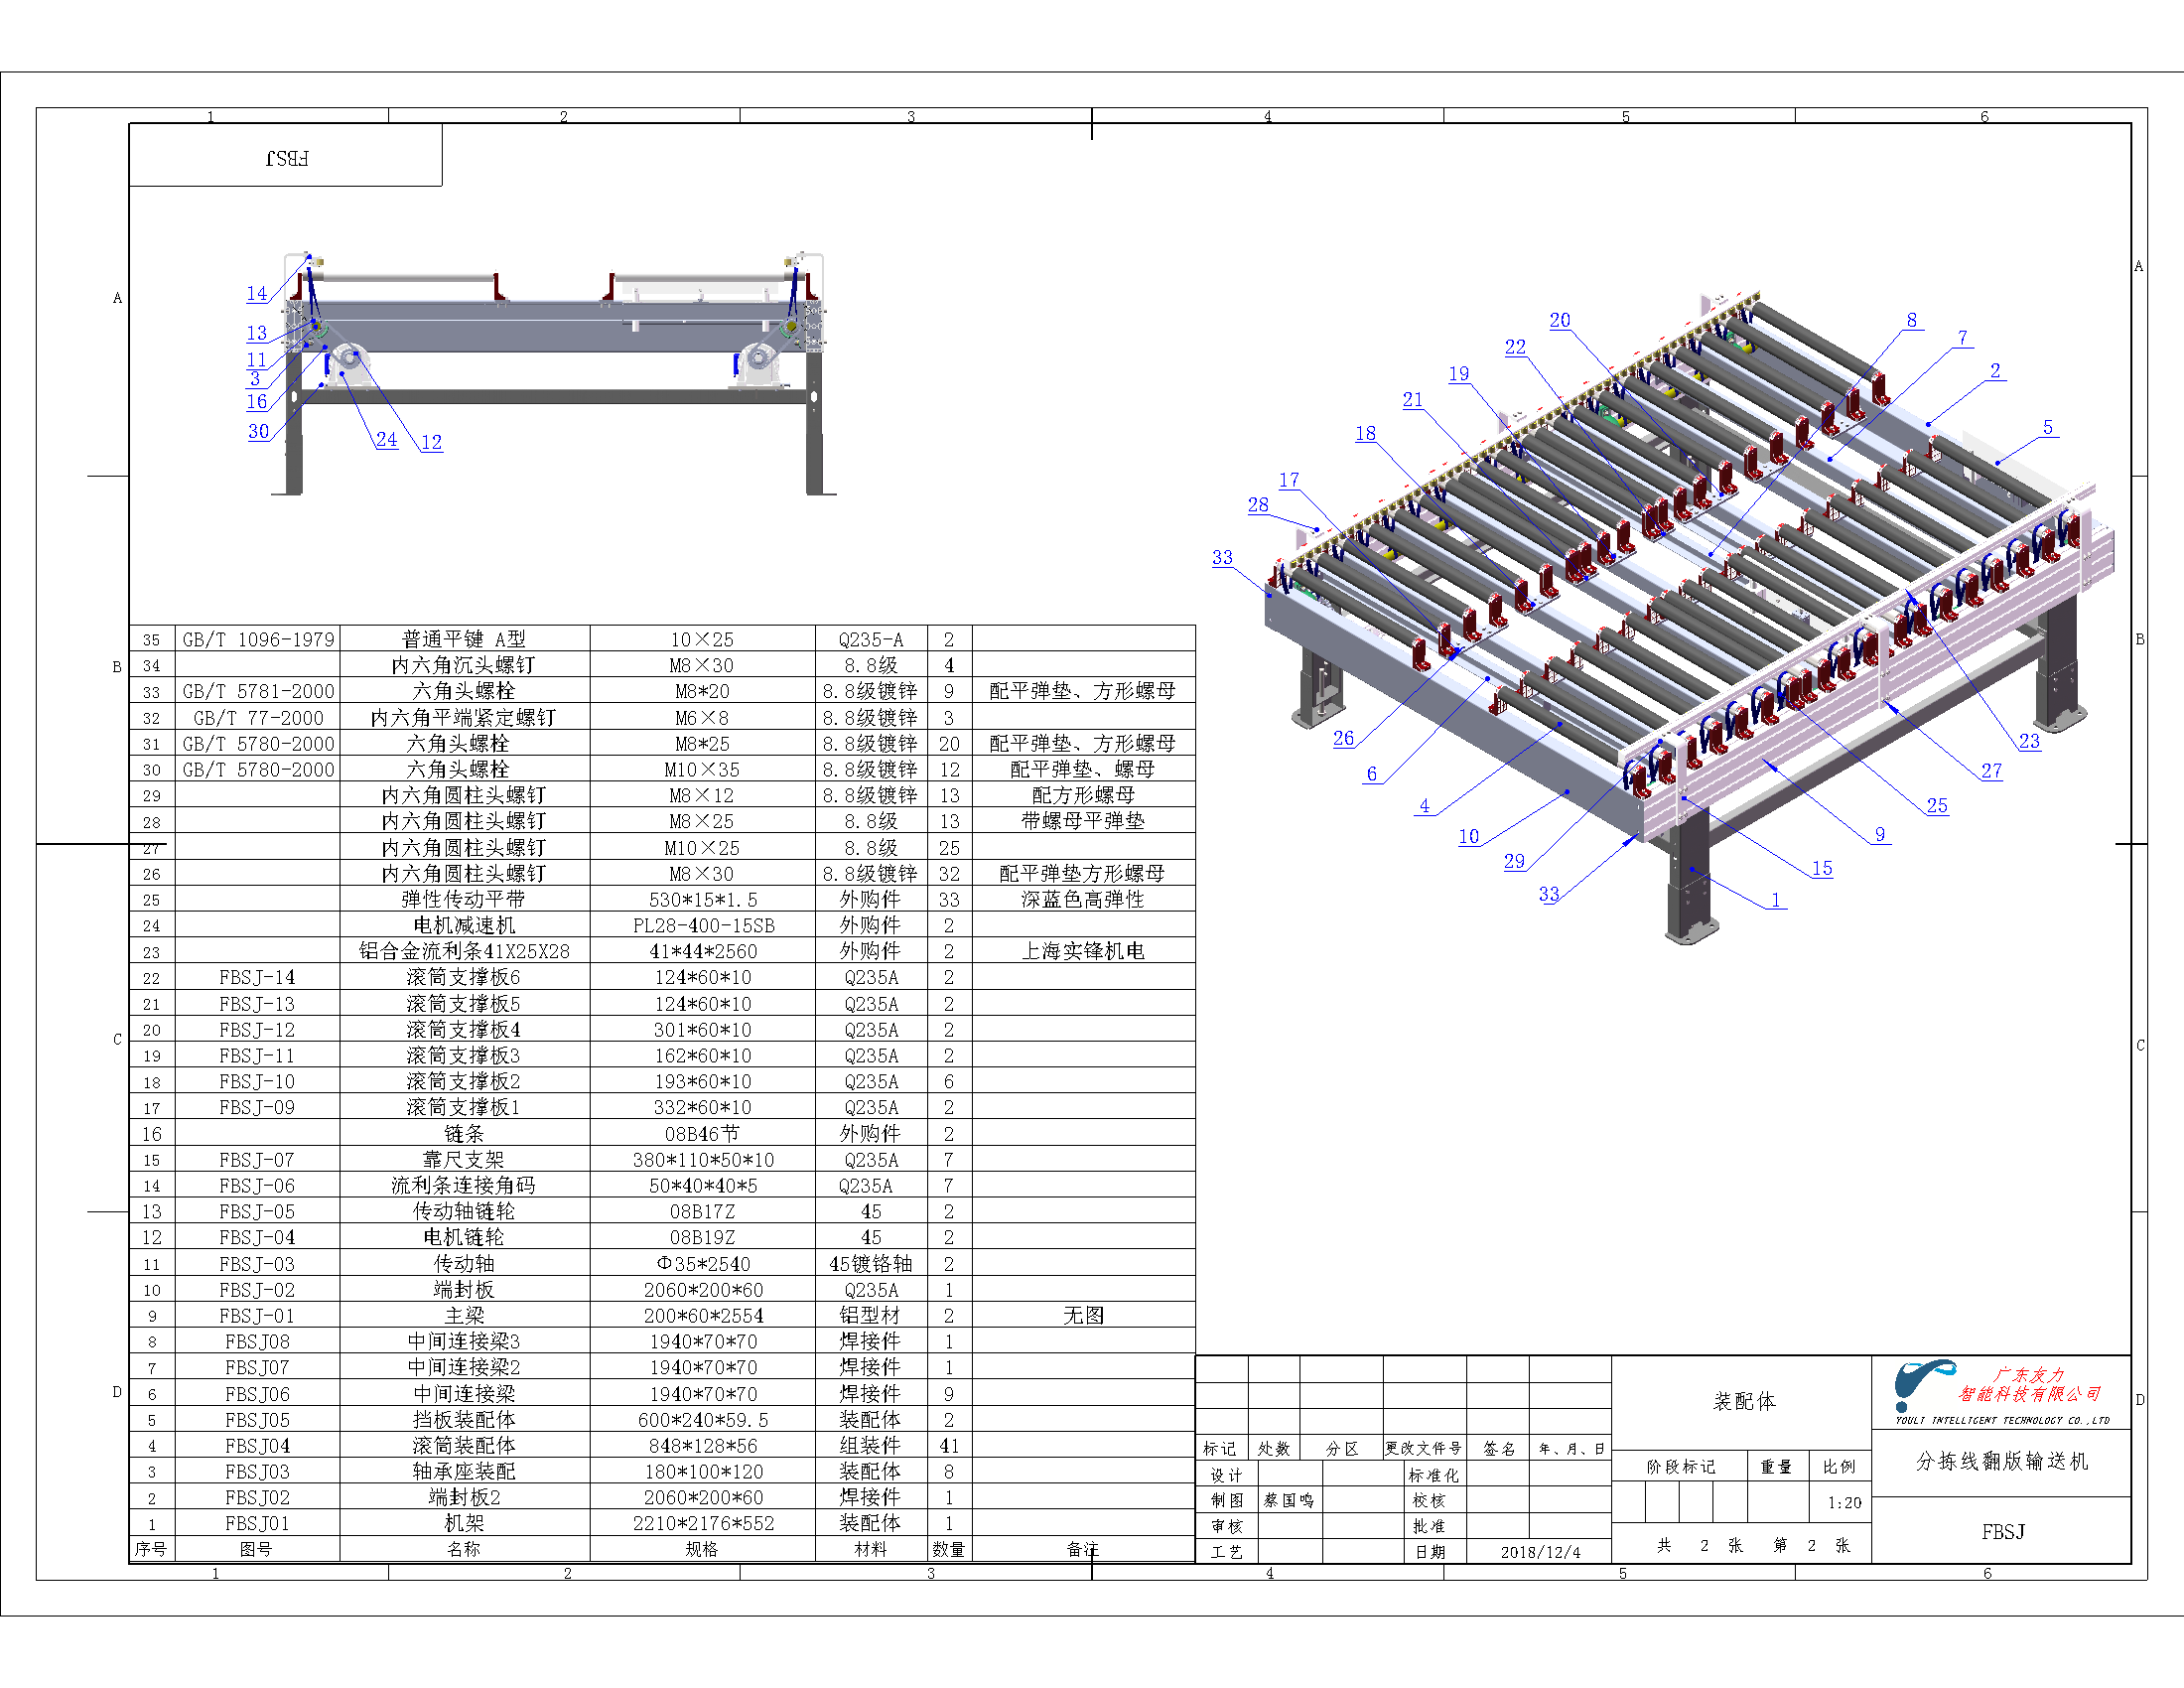 1 2 3 4 5 6
FBSJ
A
A
14
13
11
3
16
30
24
12
20
22
19
21
18
17
28
33
8
7
2
5
26
6
4
10
29
33
1
15
9
25
27
23
B
B
35 GB/T 1096-1979 普通平键 A型 10×25 Q235-A 2
34 内六角沉头螺钉 M8×30 8.8级 4
33 GB/T 5781-2000 六角头螺栓 M8*20 8.8级镀锌 9 配平弹垫、方形螺母
32 GB/T 77-2000 内六角平端紧定螺钉 M6×8 8.8级镀锌 3
31 GB/T 5780-2000 六角头螺栓 M8*25 8.8级镀锌 20 配平弹垫、方形螺母
30 GB/T 5780-2000 六角头螺栓 M10×35 8.8级镀锌 12 配平弹垫、螺母
29 内六角圆柱头螺钉 M8×12 8.8级镀锌 13 配方形螺母
28 内六角圆柱头螺钉 M8×25 8.8级 13 带螺母平弹垫
27 内六角圆柱头螺钉 M10×25 8.8级 25
26 内六角圆柱头螺钉 M8×30 8.8级镀锌 32 配平弹垫方形螺母
25 弹性传动平带 530*15*1.5 外购件 33 深蓝色高弹性
24 电机减速机 PL28-400-15SB 外购件 2
23 铝合金流利条41X25X28 41*44*2560 外购件 2 上海实锋机电
22 FBSJ-14 滚筒支撑板6 124*60*10 Q235A 2
21 FBSJ-13 滚筒支撑板5 124*60*10 Q235A 2
20 FBSJ-12 滚筒支撑板4 301*60*10 Q235A 2
19 FBSJ-11 滚筒支撑板3 162*60*10 Q235A 2
18 FBSJ-10 滚筒支撑板2 193*60*10 Q235A 6
17 FBSJ-09 滚筒支撑板1 332*60*10 Q235A 2
16 链条 08B46节 外购件 2
15 FBSJ-07 靠尺支架 380*110*50*10 Q235A 7
14 FBSJ-06 流利条连接角码 50*40*40*5 Q235A 7
13 FBSJ-05 传动轴链轮 08B17Z 45 2
12 FBSJ-04 电机链轮 08B19Z 45 2
11 FBSJ-03 传动轴 Φ35*2540 45镀铬轴 2
10 FBSJ-02 端封板 2060*200*60 Q235A 1
9 FBSJ-01 主梁 200*60*2554 铝型材 2 无图
8 FBSJ08 中间连接梁3 1940*70*70 焊接件 1
7 FBSJ07 中间连接梁2 1940*70*70 焊接件 1
6 FBSJ06 中间连接梁 1940*70*70 焊接件 9
5 FBSJ05 挡板装配体 600*240*59.5 装配体 2
4 FBSJ04 滚筒装配体 848*128*56 组装件 41
3 FBSJ03 轴承座装配 180*100*120 装配体 8
2 FBSJ02 端封板2 2060*200*60 焊接件 1
1 FBSJ01 机架 2210*2176*552 装配体 1
序号 图号 名称 规格 材料 数量 备注
C
C
D
D
标记 处数 分区 更改文件号 签名 年、月、日
设计 标准化
制图 蔡国鸣 校核
审核 批准
工艺 日期 2018/12/4
装配体
阶段标记 重量 比例
1:20
共 2 张 第 2 张
广东友力
智能科技有限公司
YOULI INTELLIGENT TECHNOLOGY CO.,LTD
分拣线翻版输送机
FBSJ
1 2 3 4 5 6